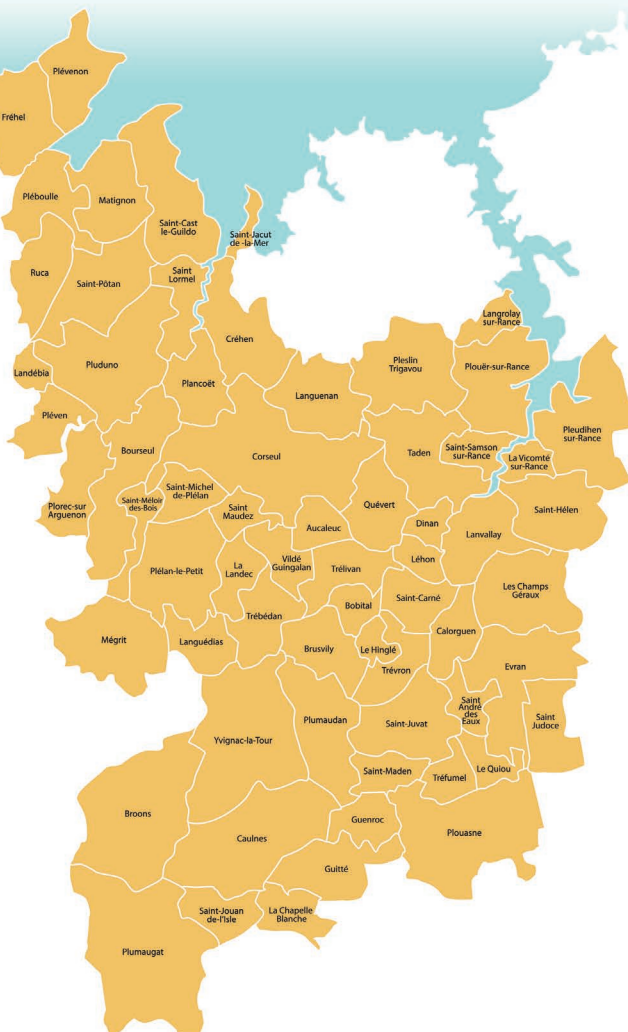 Plévenon
Fréhel
Pléboulle
Matignon
Saint-Cast
le-Guildo
Saint-Jacut
de -la-Mer
Ruca
Saint-Pôtan
Saint
Lormel
Langrolay
sur-Rance
Créhen
Landébia
Pluduno
Plancoët
Languenan
Pleslin
Trigavou
Plouër-sur-Rance
Pléven
Bourseul
Corseul
Taden
Saint-Samson
sur-Rance
La Vicomté
sur-Rance
Pleudihen
sur-Rance
Plorec-sur
Arguenon
Saint-Méloir
des-Bois
Saint-Michel
de-Plélan
Saint
Maudez
Aucaleuc
Quévert
Dinan
Lanvallay
Saint-Hélen
Plélan-le-Petit
La
Landec
Vildé
Guingalan
Trélivan
Léhon
Les Champs
Géraux
Saint-Carné
Bobital
Trébédan
Calorguen
Mégrit
Languédias
Brusvily
Le Hinglé
Trévron
Evran
Yvignac-la-Tour
Plumaudan
Saint-Juvat
Saint
André
des
Eaux
Saint
Judoce
Saint-Maden
Tréfumel
Le Quiou
Broons
Caulnes
Guenroc
Plouasne
Guitté
Saint-Jouan
de-l'Isle
La Chapelle
Blanche
Plumaugat